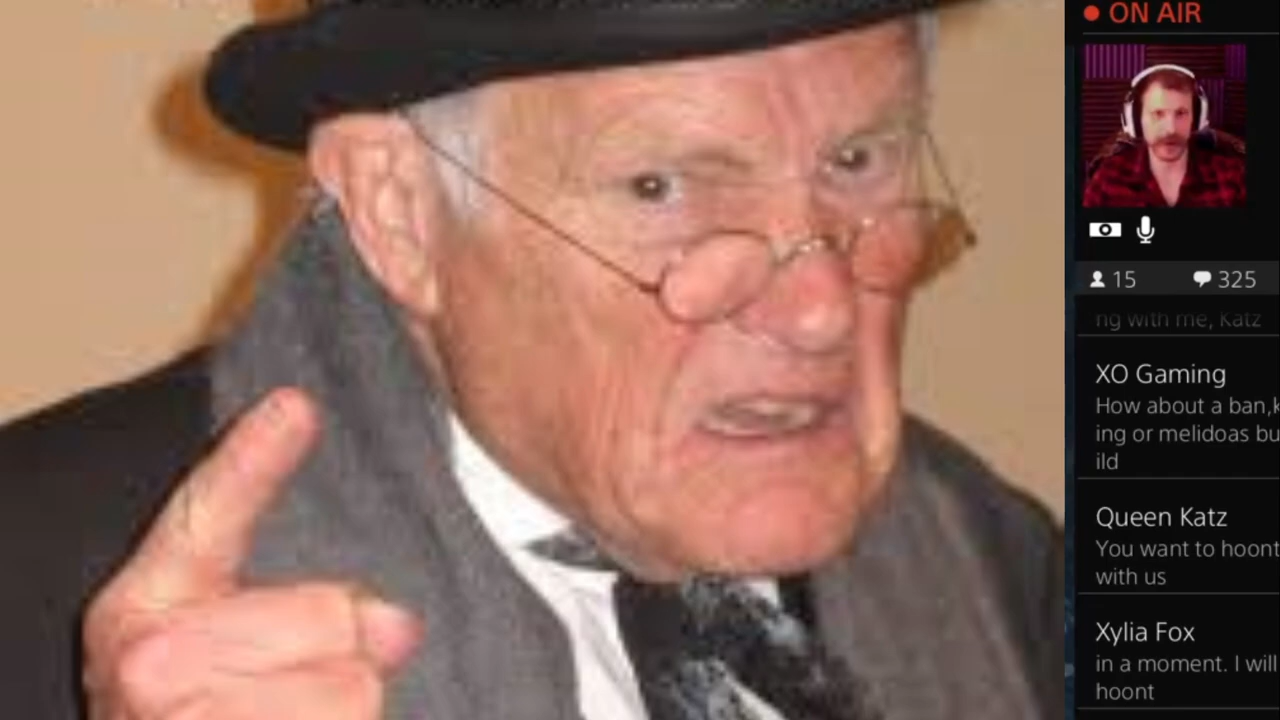 ON AIR
15 325
ng with me, Katz
XO Gaming
How about a ban,k
ing or melidoas bu
ild
Queen Katz
You want to hoont
with us
Xylia Fox
in a moment. I will
hoont